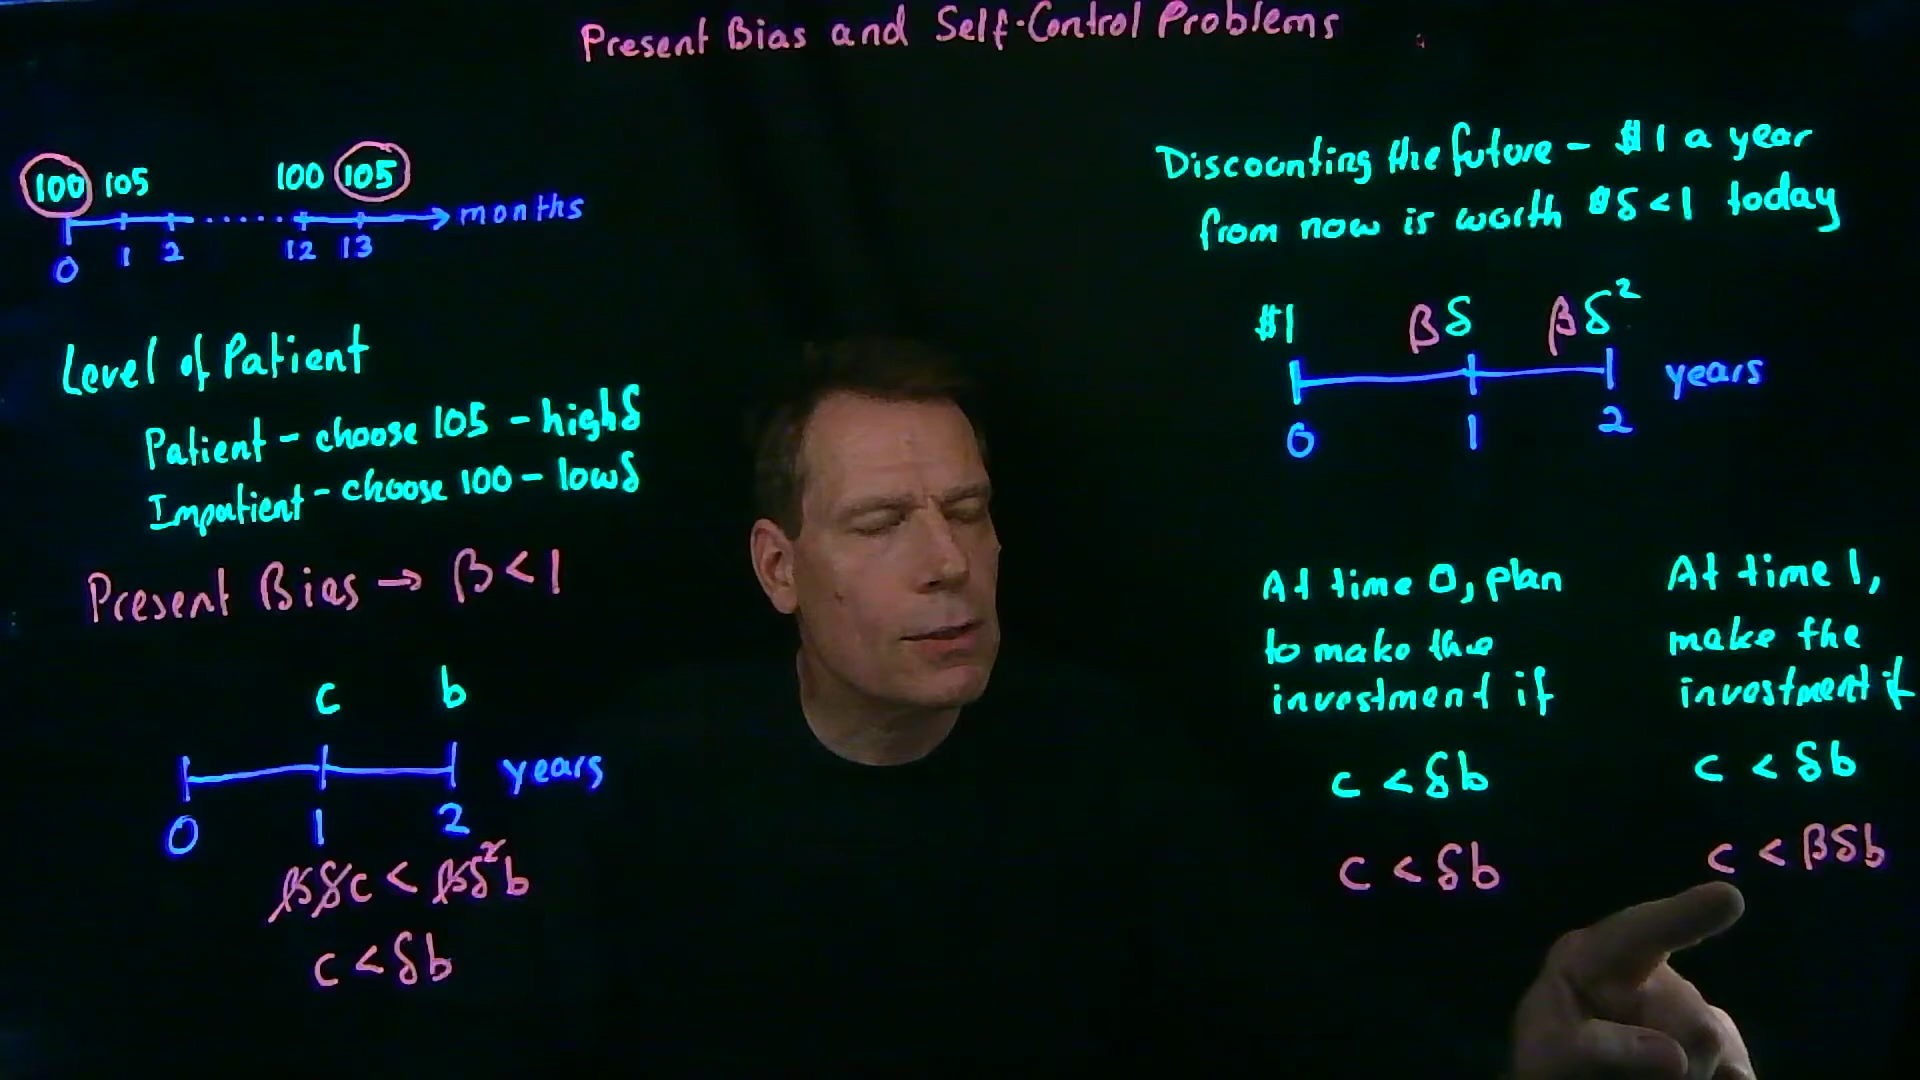 Present Bias and Self-Control Problems
100 105 100 105
months
0 1 2 12 13
Level of Patient
Patient - choose 105 - high δ
Impatient - choose 100 - low δ
Present Bias → β < 1
c b
years
0 1 2
βδc < βδ²b
c < δb
Discounting the future - $1 a year
from now is worth $δ < 1 today
$1 βδ βδ²
years
0 1 2
At time 0, plan
to make the
investment if
c < δb
c < δb
At time 1,
make the
investment if
c < δb
c < βδb